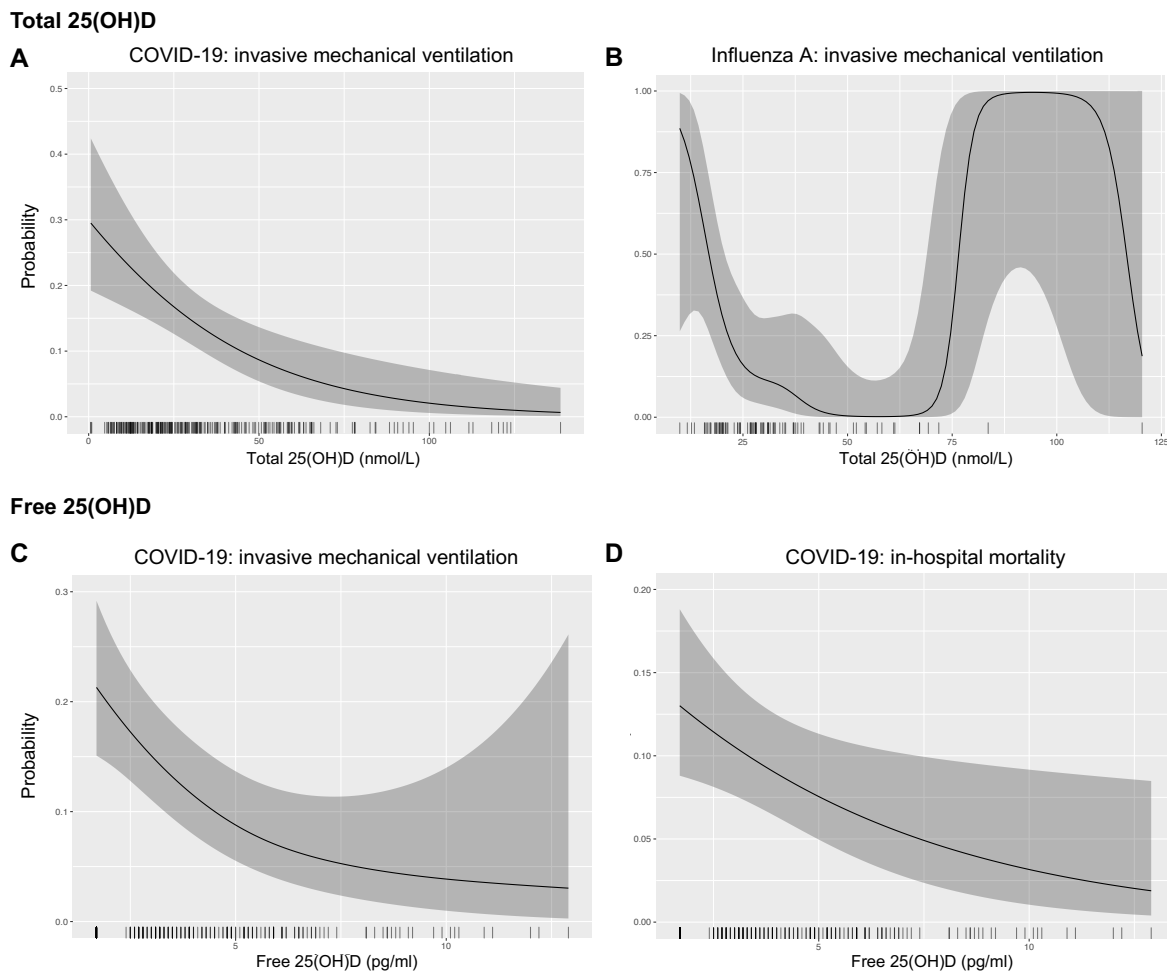 Total 25(OH)D
A
COVID-19: invasive mechanical ventilation
0.5
0.4
0.3
0.2
0.1
0.0
Probability
0
50
100
Total 25(OH)D (nmol/L)
B
Influenza A: invasive mechanical ventilation
1.00
0.75
0.50
0.25
0.00
25
50
75
100
125
Total 25(OH)D (nmol/L)
Free 25(OH)D
C
COVID-19: invasive mechanical ventilation
0.3
0.2
0.1
0.0
Probability
5
10
Free 25(OH)D (pg/ml)
D
COVID-19: in-hospital mortality
0.20
0.15
0.10
0.05
0.00
5
10
Free 25(OH)D (pg/ml)